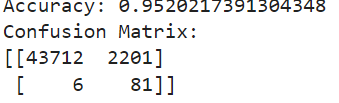 Accuracy: 0.9520217391304348
Confusion Matrix:
[[43712  2201]
 [    6    81]]